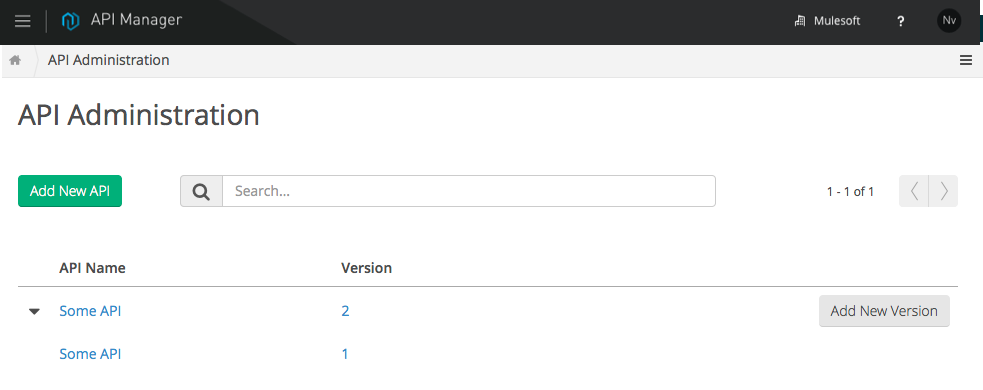 API Manager
Mulesoft ? Nv
API Administration
API Administration
Add New API
Search...
1 - 1 of 1
API Name Version
Some API 2 Add New Version
Some API 1